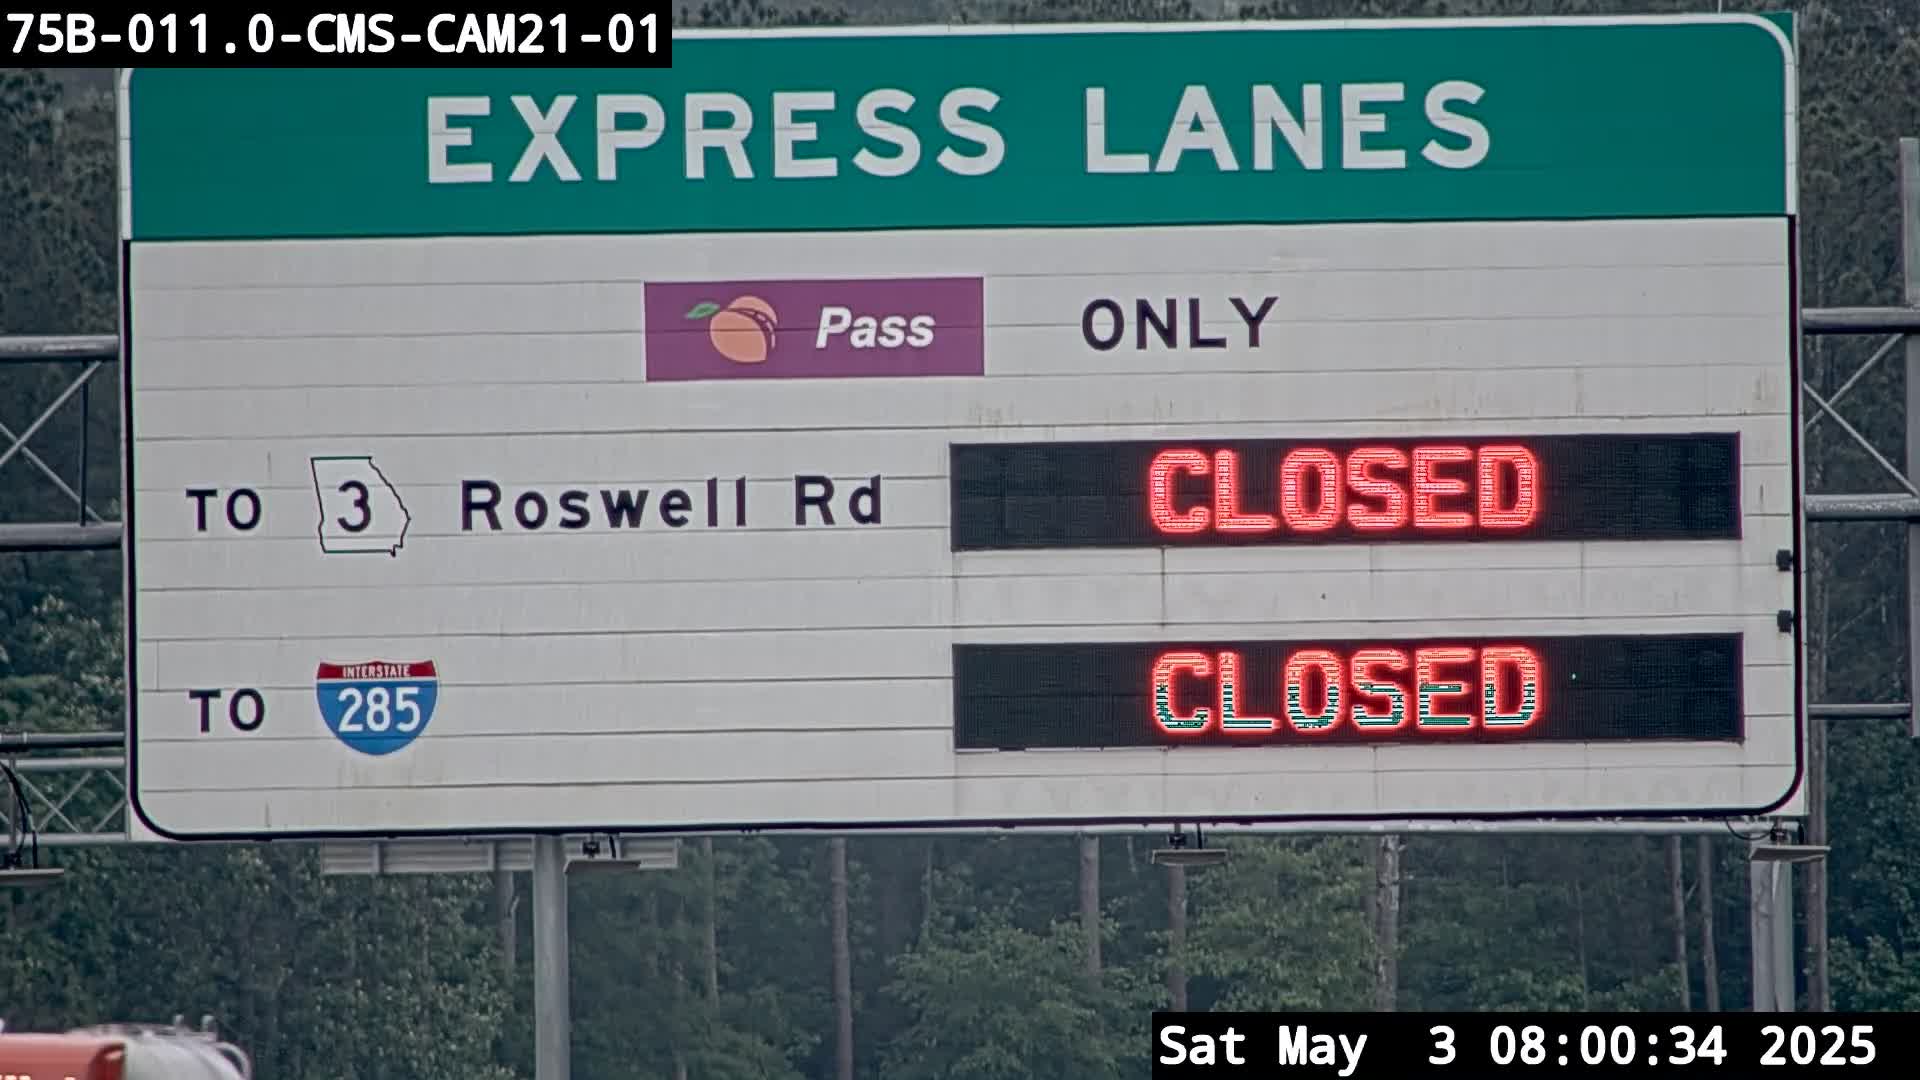 75B-011.0-CMS-CAM21-01
EXPRESS LANES
Pass ONLY
TO 3 Roswell Rd CLOSED
TO INTERSTATE 285 CLOSED
Sat May 3 08:00:34 2025